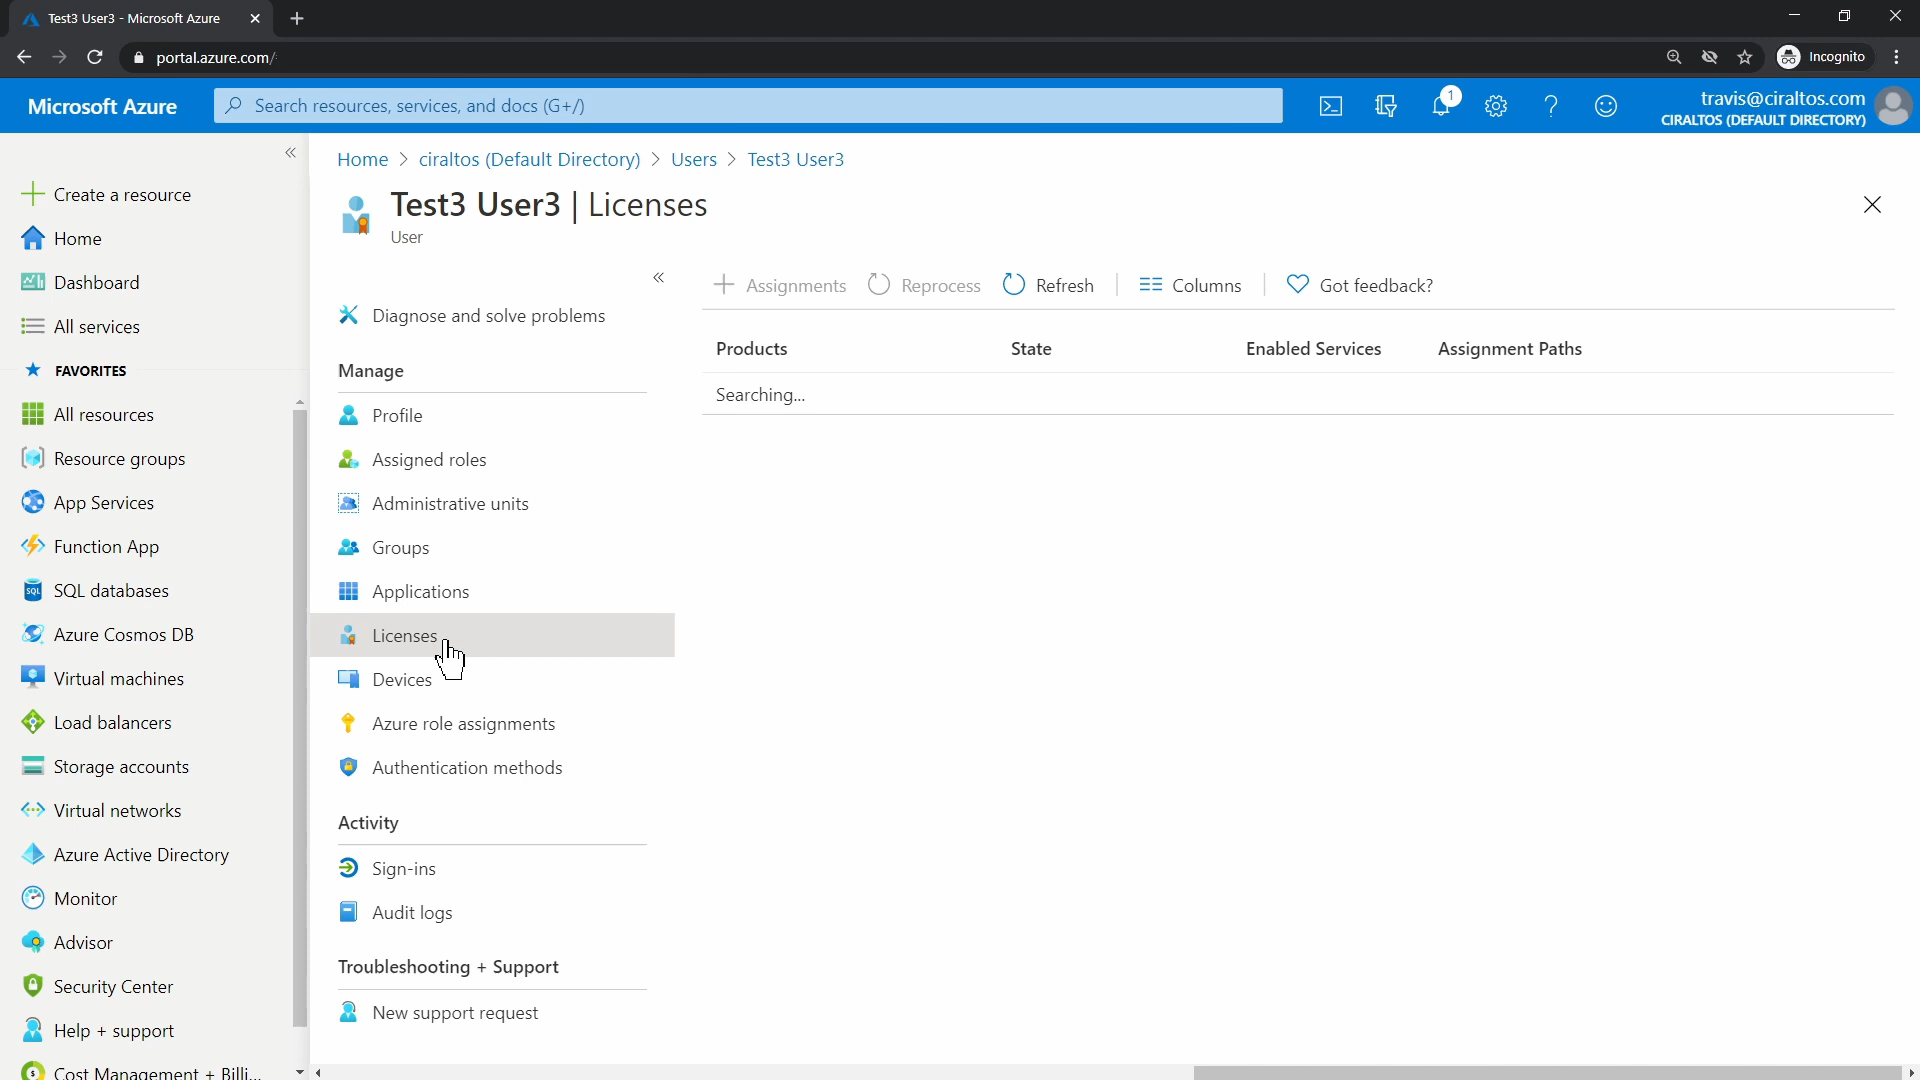 Test3 User3 - Microsoft Azure
portal.azure.com/
Incognito
Microsoft Azure
Search resources, services, and docs (G+/)
1
travis@ciraltos.com
CIRALTOS (DEFAULT DIRECTORY)
Create a resource
Home
Dashboard
All services
FAVORITES
All resources
Resource groups
App Services
Function App
SQL databases
Azure Cosmos DB
Virtual machines
Load balancers
Storage accounts
Virtual networks
Azure Active Directory
Monitor
Advisor
Security Center
Help + support
Cost Management + Billi...
Home > ciraltos (Default Directory) > Users > Test3 User3
Test3 User3 | Licenses
User
Diagnose and solve problems
Manage
Profile
Assigned roles
Administrative units
Groups
Applications
Licenses
Devices
Azure role assignments
Authentication methods
Activity
Sign-ins
Audit logs
Troubleshooting + Support
New support request
Assignments Reprocess Refresh Columns Got feedback?
Products State Enabled Services Assignment Paths
Searching...